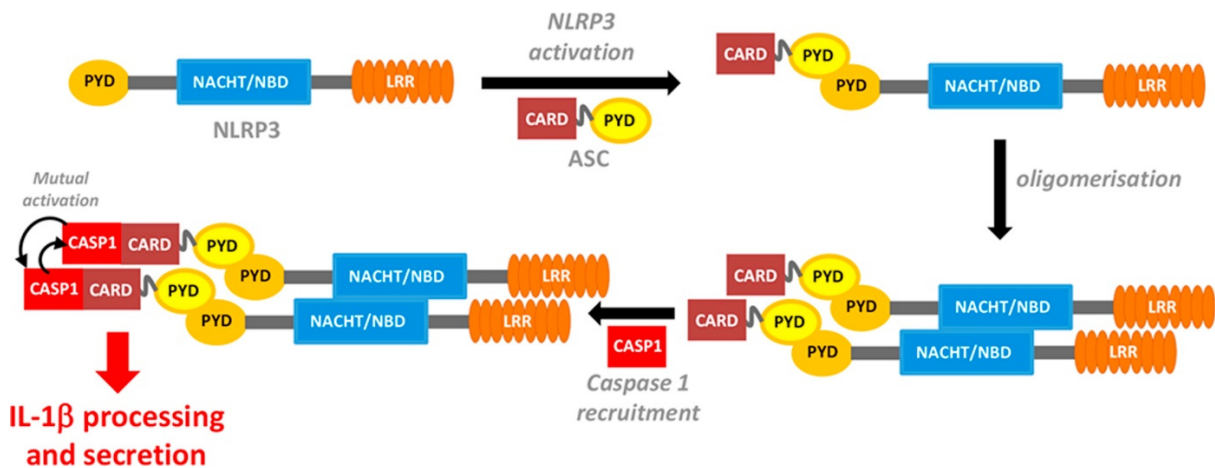 PYD
NACHT/NBD
LRR
NLRP3
NLRP3
activation
CARD
PYD
ASC
CARD
PYD
PYD
NACHT/NBD
LRR
oligomerisation
CARD
PYD
PYD
NACHT/NBD
LRR
CARD
PYD
PYD
NACHT/NBD
LRR
CASP1
Caspase 1
recruitment
Mutual
activation
CASP1
CARD
PYD
PYD
NACHT/NBD
LRR
CASP1
CARD
PYD
PYD
NACHT/NBD
LRR
IL-1β processing
and secretion